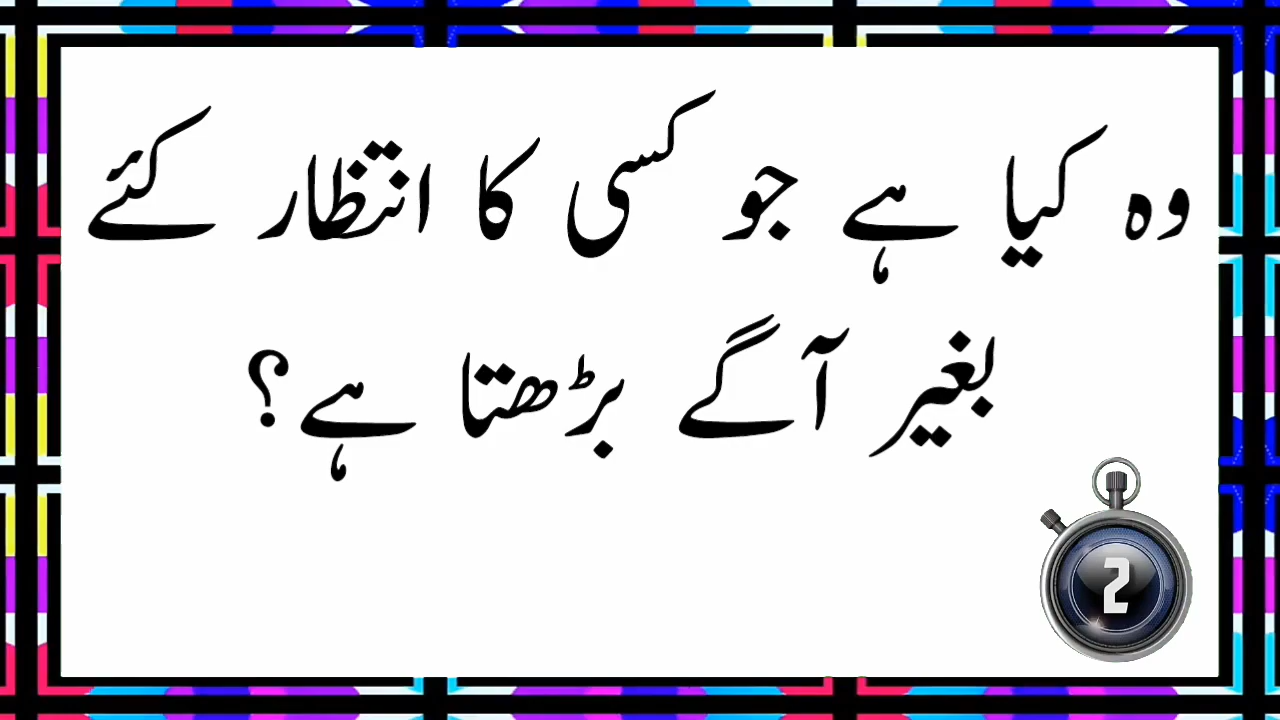 وہ کیا ہے جو کسی کا انتظار کئے
بغیر آگے بڑھتا ہے؟
2